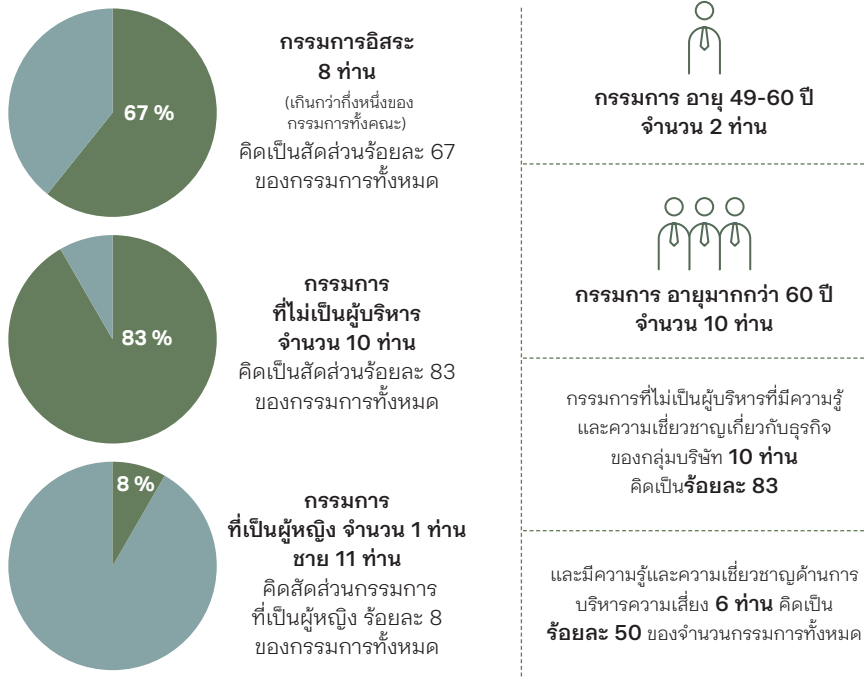 67 %
กรรมการอิสระ
8 ท่าน
(เกินกว่ากึ่งหนึ่งของ
กรรมการทั้งคณะ)
คิดเป็นสัดส่วนร้อยละ 67
ของกรรมการทั้งหมด
83 %
กรรมการ
ที่ไม่เป็นผู้บริหาร
จำนวน 10 ท่าน
คิดเป็นสัดส่วนร้อยละ 83
ของกรรมการทั้งหมด
8 %
กรรมการ
ที่เป็นผู้หญิง จำนวน 1 ท่าน
ชาย 11 ท่าน
คิดสัดส่วนกรรมการ
ที่เป็นผู้หญิง ร้อยละ 8
ของกรรมการทั้งหมด
กรรมการ อายุ 49-60 ปี
จำนวน 2 ท่าน
กรรมการ อายุมากกว่า 60 ปี
จำนวน 10 ท่าน
กรรมการที่ไม่เป็นผู้บริหารที่มีความรู้
และความเชี่ยวชาญเกี่ยวกับธุรกิจ
ของกลุ่มบริษัท 10 ท่าน
คิดเป็นร้อยละ 83
และมีความรู้และความเชี่ยวชาญด้านการ
บริหารความเสี่ยง 6 ท่าน คิดเป็น
ร้อยละ 50 ของจำนวนกรรมการทั้งหมด